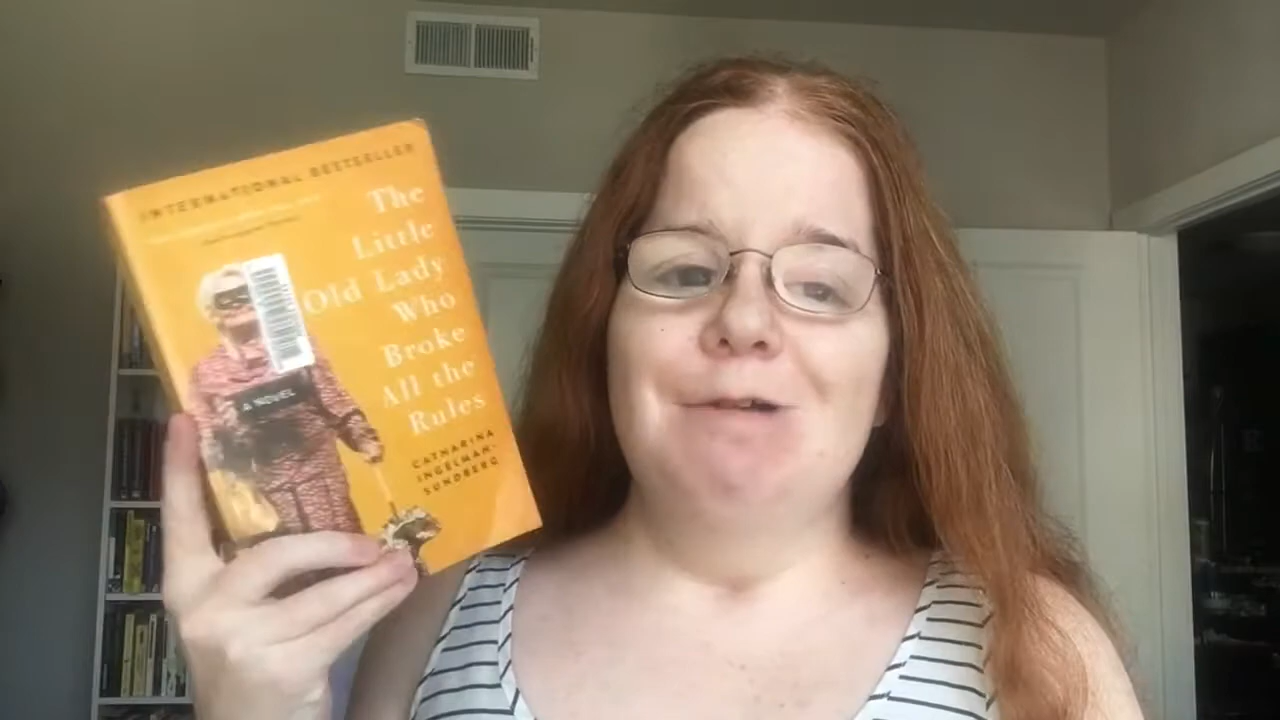 INTERNATIONAL BESTSELLER
The
Little
Old Lady
Who
Broke
All the
Rules
A NOVEL
CATHARINA
INGELMAN-
SUNDBERG